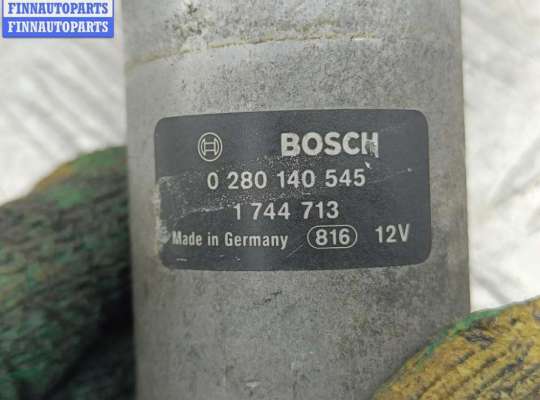 FINNAUTOPARTS
FINNAUTOPARTS
BOSCH
0 280 140 545
1 744 713
Made in Germany 816 12V